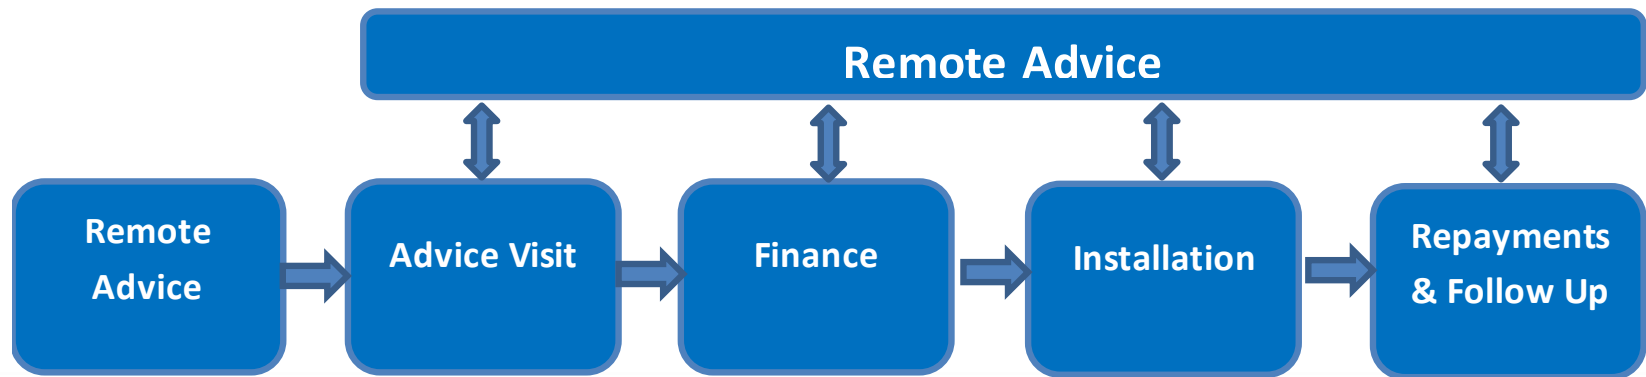 Remote Advice
Remote
Advice
Advice Visit
Finance
Installation
Repayments
& Follow Up